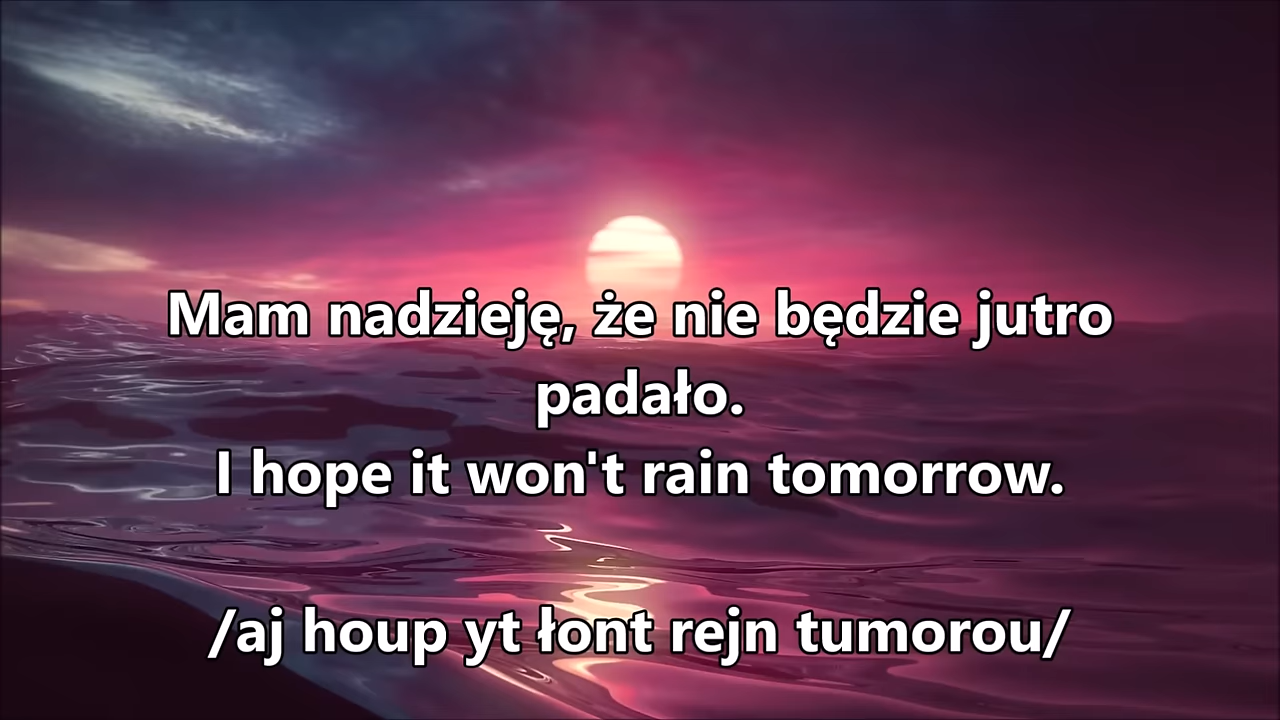 Mam nadzieję, że nie będzie jutro
padało.
I hope it won't rain tomorrow.
/aj houp yt łont rejn tumorou/